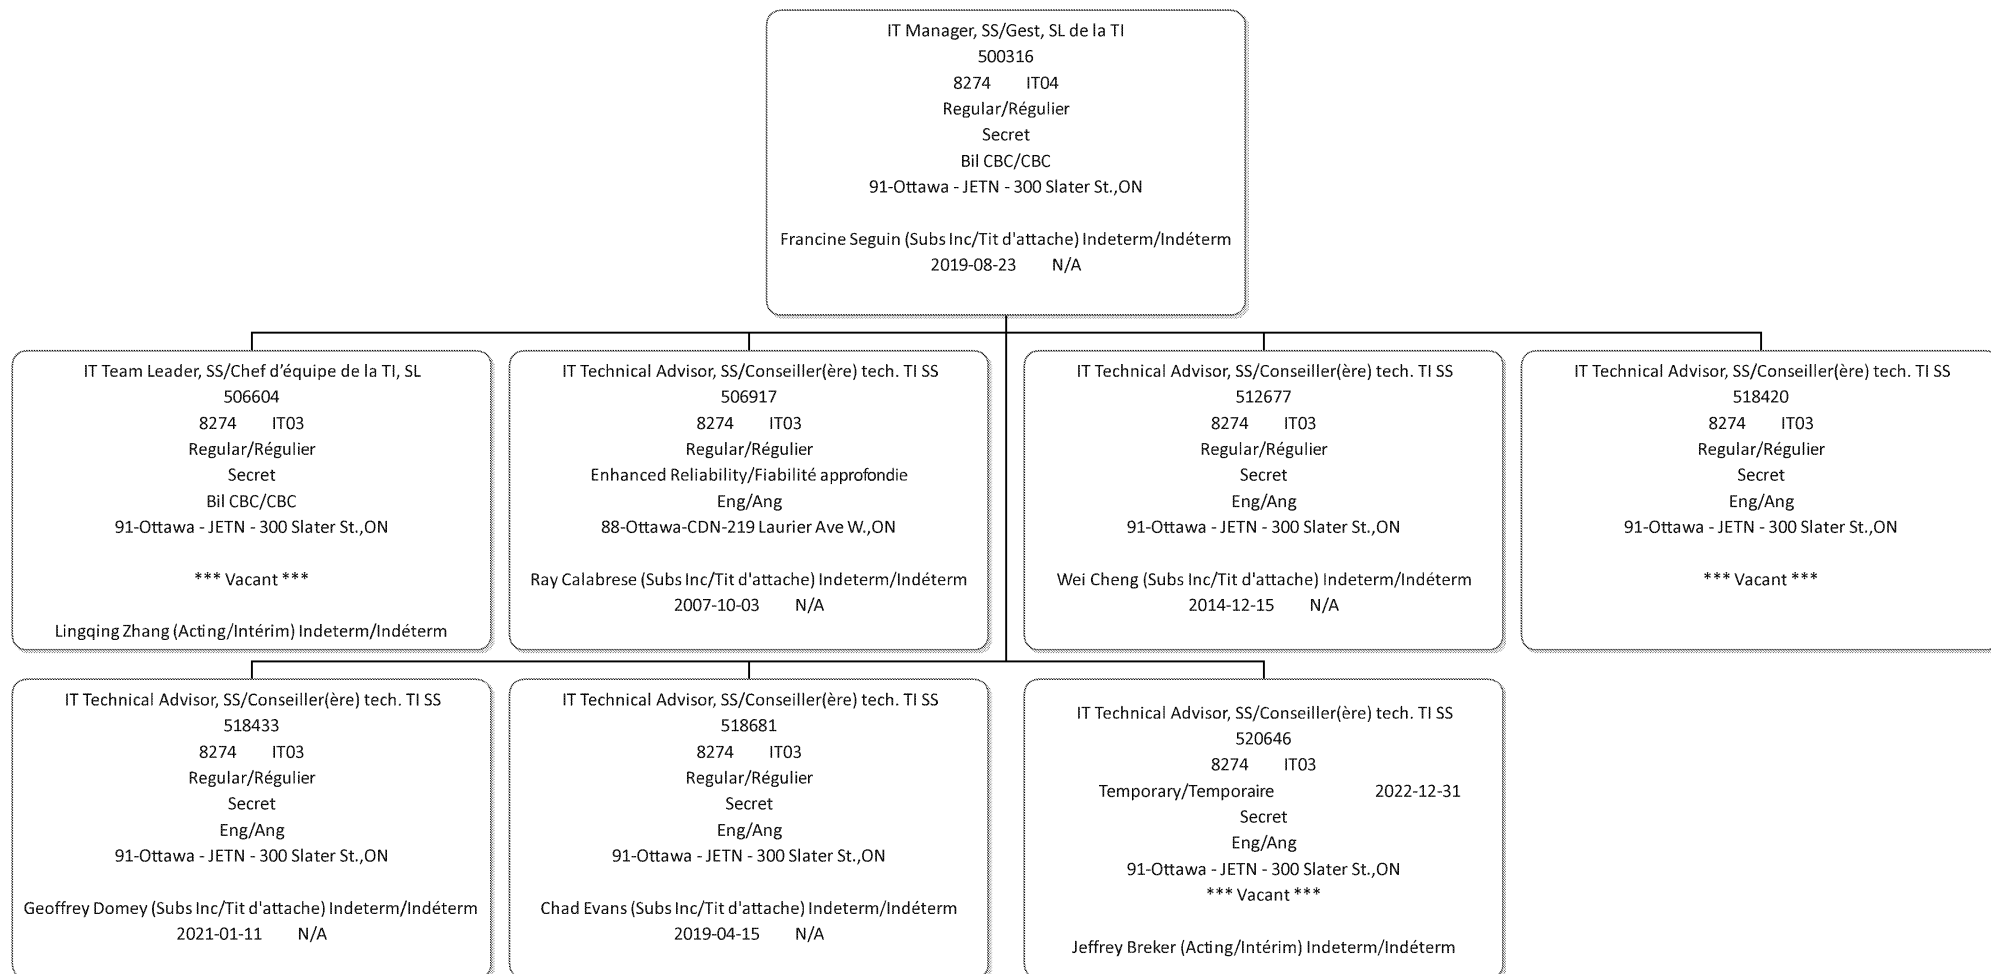 IT Manager, SS/Gest, SL de la TI
500316
8274 IT04
Regular/Régulier
Secret
Bil CBC/CBC
91-Ottawa - JETN - 300 Slater St.,ON
Francine Seguin (Subs Inc/Tit d'attache) Indeterm/Indéterm
2019-08-23 N/A
IT Team Leader, SS/Chef d’équipe de la TI, SL
506604
8274 IT03
Regular/Régulier
Secret
Bil CBC/CBC
91-Ottawa - JETN - 300 Slater St.,ON
*** Vacant ***
Lingqing Zhang (Acting/Intérim) Indeterm/Indéterm
IT Technical Advisor, SS/Conseiller(ère) tech. TI SS
506917
8274 IT03
Regular/Régulier
Enhanced Reliability/Fiabilité approfondie
Eng/Ang
88-Ottawa-CDN-219 Laurier Ave W.,ON
Ray Calabrese (Subs Inc/Tit d'attache) Indeterm/Indéterm
2007-10-03 N/A
IT Technical Advisor, SS/Conseiller(ère) tech. TI SS
512677
8274 IT03
Regular/Régulier
Secret
Eng/Ang
91-Ottawa - JETN - 300 Slater St.,ON
Wei Cheng (Subs Inc/Tit d'attache) Indeterm/Indéterm
2014-12-15 N/A
IT Technical Advisor, SS/Conseiller(ère) tech. TI SS
518420
8274 IT03
Regular/Régulier
Secret
Eng/Ang
91-Ottawa - JETN - 300 Slater St.,ON
*** Vacant ***
IT Technical Advisor, SS/Conseiller(ère) tech. TI SS
518433
8274 IT03
Regular/Régulier
Secret
Eng/Ang
91-Ottawa - JETN - 300 Slater St.,ON
Geoffrey Domey (Subs Inc/Tit d'attache) Indeterm/Indéterm
2021-01-11 N/A
IT Technical Advisor, SS/Conseiller(ère) tech. TI SS
518681
8274 IT03
Regular/Régulier
Secret
Eng/Ang
91-Ottawa - JETN - 300 Slater St.,ON
Chad Evans (Subs Inc/Tit d'attache) Indeterm/Indéterm
2019-04-15 N/A
IT Technical Advisor, SS/Conseiller(ère) tech. TI SS
520646
8274 IT03
Temporary/Temporaire 2022-12-31
Secret
Eng/Ang
91-Ottawa - JETN - 300 Slater St.,ON
*** Vacant ***
Jeffrey Breker (Acting/Intérim) Indeterm/Indéterm